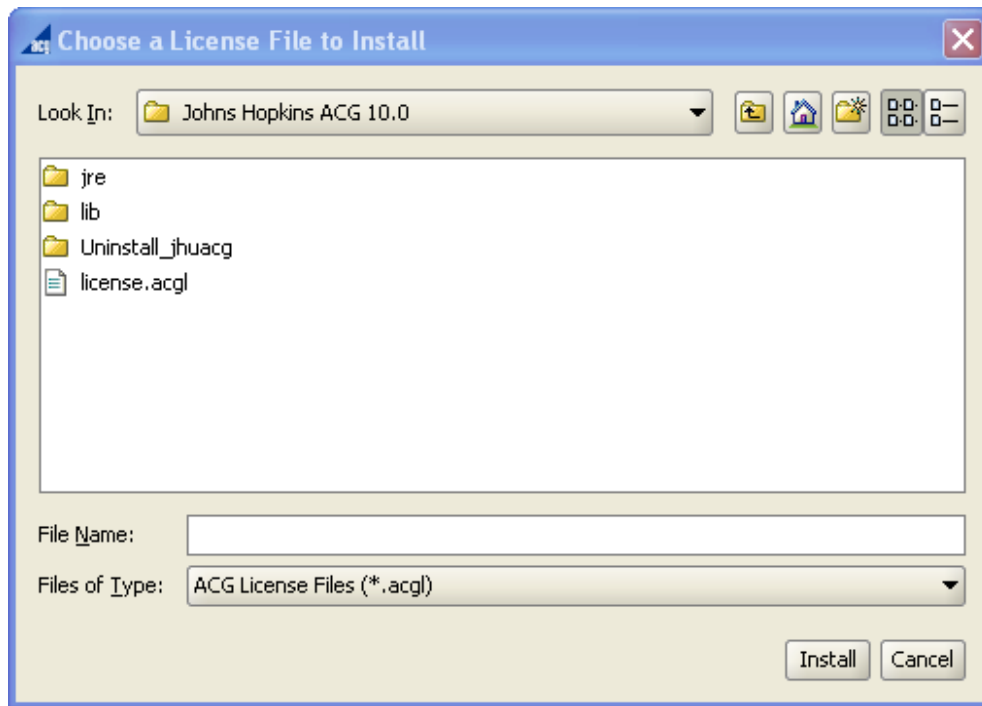 acg Choose a License File to Install
Look In: Johns Hopkins ACG 10.0
jre
lib
Uninstall_jhuacg
license.acgl
File Name:
Files of Type: ACG License Files (*.acgl)
Install Cancel